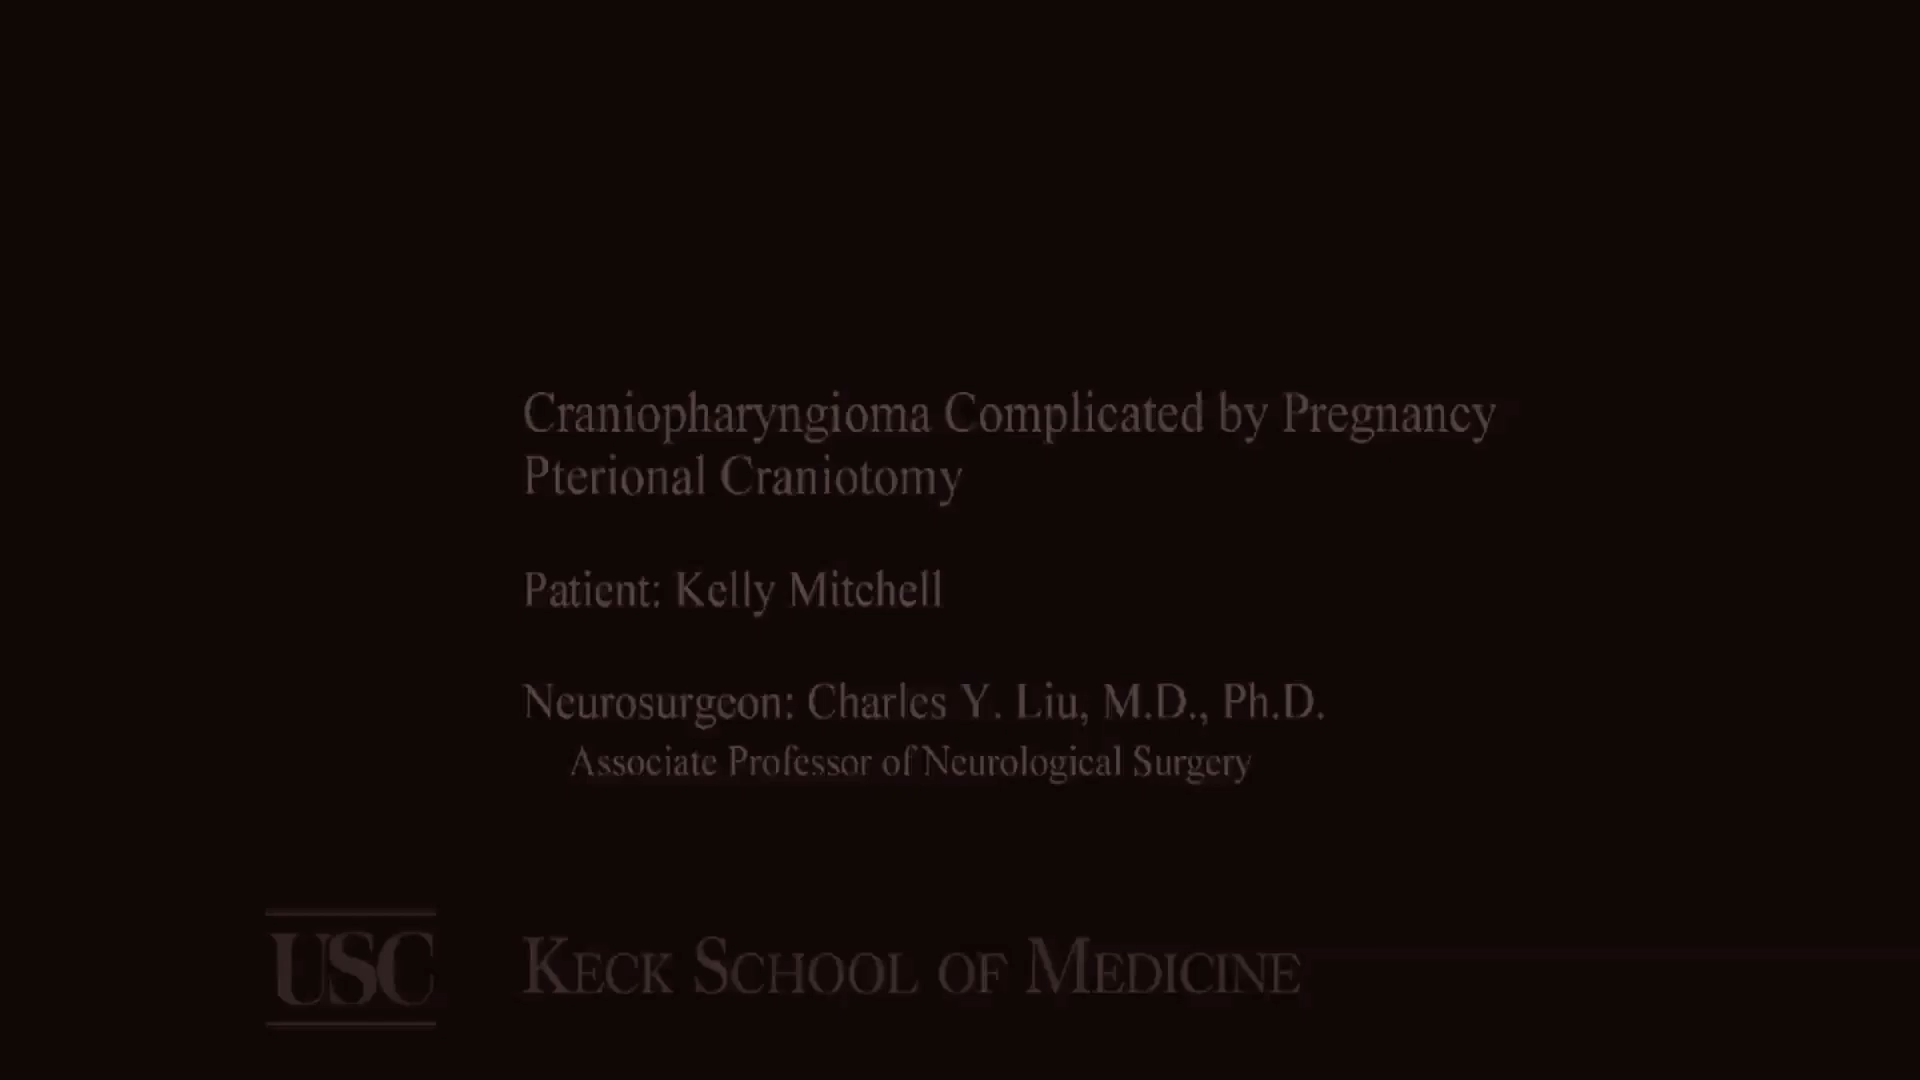 Craniopharyngioma Complicated by Pregnancy
Pterional Craniotomy
Patient: Kelly Mitchell
Neurosurgeon: Charles Y. Liu, M.D., Ph.D.
Associate Professor of Neurological Surgery
USC KECK SCHOOL OF MEDICINE